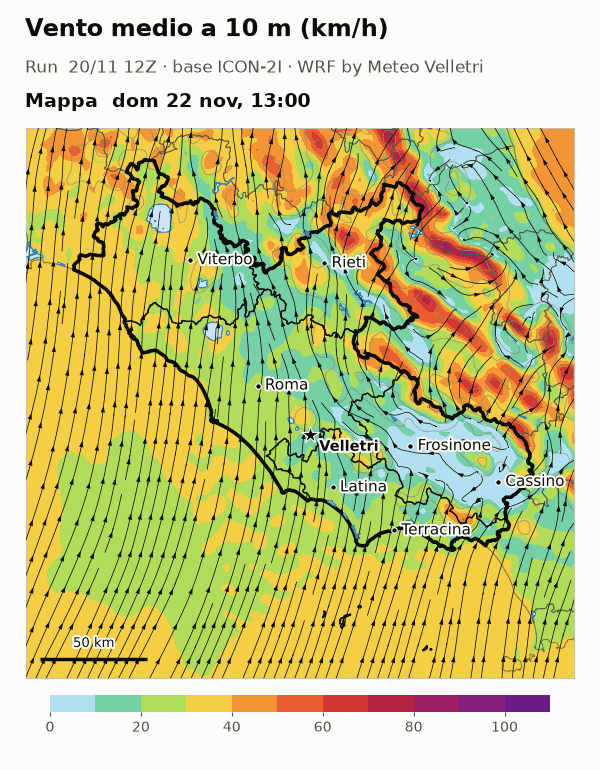 Vento medio a 10 m (km/h)
Run  20/11 12Z · base ICON-2I · WRF by Meteo Velletri
Mappa  dom 22 nov, 13:00
Viterbo
Rieti
Roma
Velletri
Frosinone
Cassino
Latina
Terracina
50 km
0 20 40 60 80 100